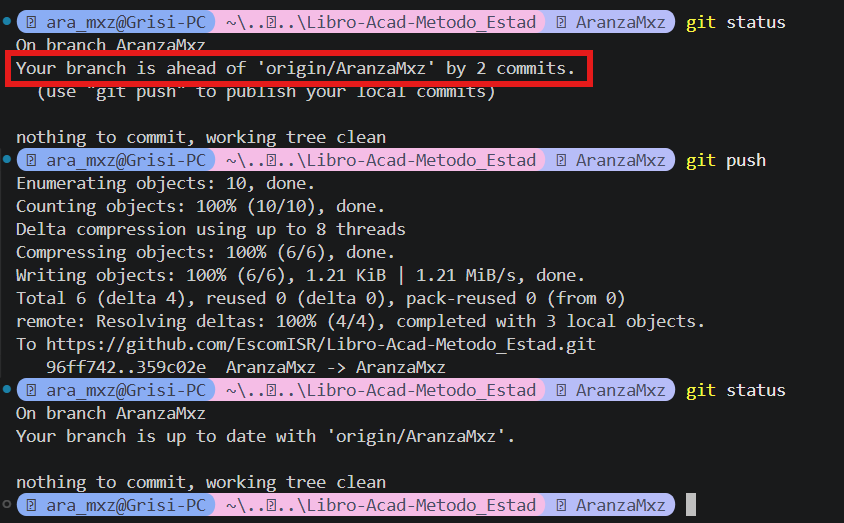 ara_mxz@Grisi-PC ~\..\..\Libro-Acad-Metodo_Estad AranzaMxz git status
On branch AranzaMxz
Your branch is ahead of 'origin/AranzaMxz' by 2 commits.
(use "git push" to publish your local commits)
nothing to commit, working tree clean
ara_mxz@Grisi-PC ~\..\..\Libro-Acad-Metodo_Estad AranzaMxz git push
Enumerating objects: 10, done.
Counting objects: 100% (10/10), done.
Delta compression using up to 8 threads
Compressing objects: 100% (6/6), done.
Writing objects: 100% (6/6), 1.21 KiB | 1.21 MiB/s, done.
Total 6 (delta 4), reused 0 (delta 0), pack-reused 0 (from 0)
remote: Resolving deltas: 100% (4/4), completed with 3 local objects.
To https://github.com/EscomISR/Libro-Acad-Metodo_Estad.git
96ff742..359c02e AranzaMxz -> AranzaMxz
ara_mxz@Grisi-PC ~\..\..\Libro-Acad-Metodo_Estad AranzaMxz git status
On branch AranzaMxz
Your branch is up to date with 'origin/AranzaMxz'.
nothing to commit, working tree clean
ara_mxz@Grisi-PC ~\..\..\Libro-Acad-Metodo_Estad AranzaMxz